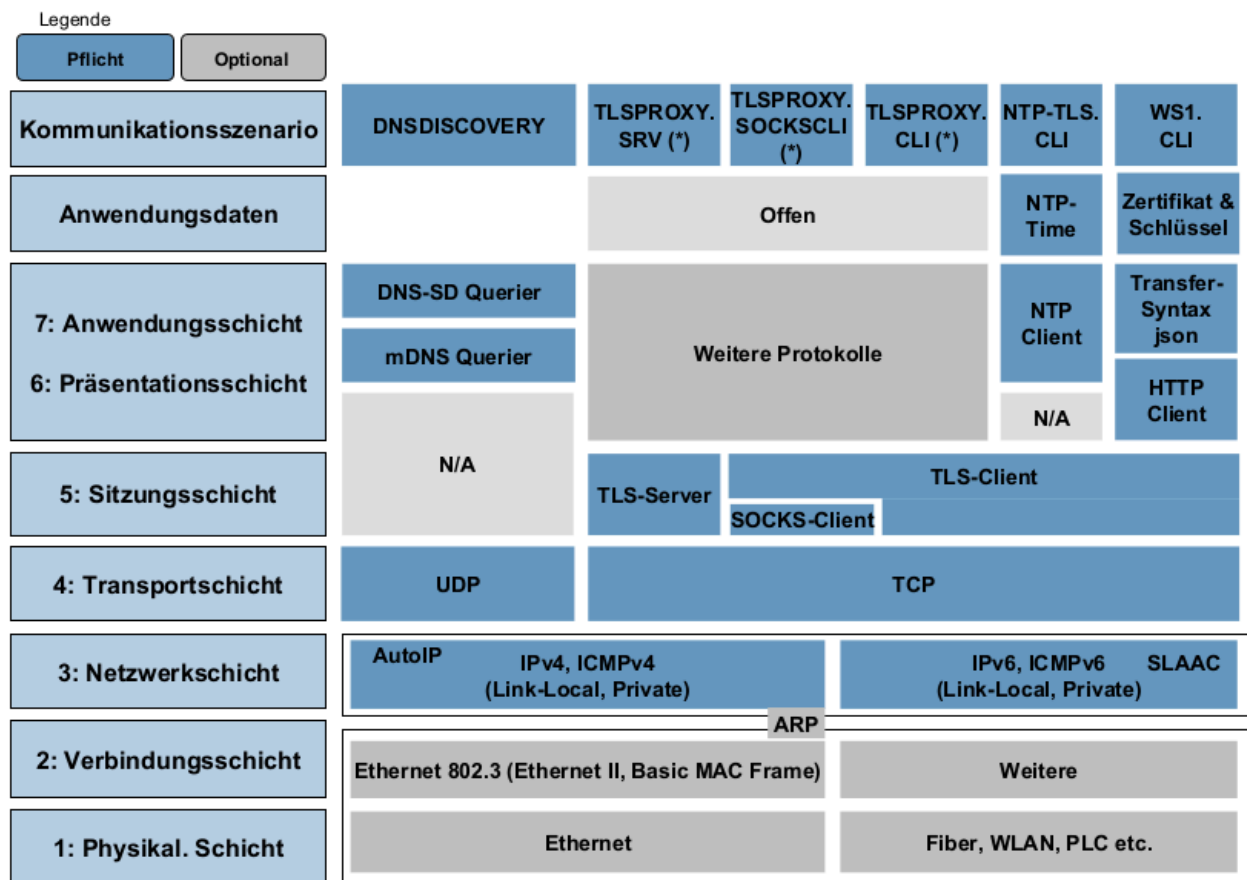 Legende
Pflicht
Optional
Kommunikationsszenario
DNSDISCOVERY
TLSPROXY.
SRV (*)
TLSPROXY.
SOCKSCLI
(*)
TLSPROXY.
CLI (*)
NTP-TLS.
CLI
WS1.
CLI
Anwendungsdaten
Offen
NTP-
Time
Zertifikat &
Schlüssel
7: Anwendungsschicht
6: Präsentationsschicht
DNS-SD Querier
mDNS Querier
Weitere Protokolle
NTP
Client
Transfer-
Syntax
json
N/A
HTTP
Client
5: Sitzungsschicht
N/A
TLS-Server
TLS-Client
SOCKS-Client
4: Transportschicht
UDP
TCP
3: Netzwerkschicht
AutoIP
IPv4, ICMPv4
(Link-Local, Private)
IPv6, ICMPv6
(Link-Local, Private)
SLAAC
ARP
2: Verbindungsschicht
Ethernet 802.3 (Ethernet II, Basic MAC Frame)
Weitere
1: Physikal. Schicht
Ethernet
Fiber, WLAN, PLC etc.